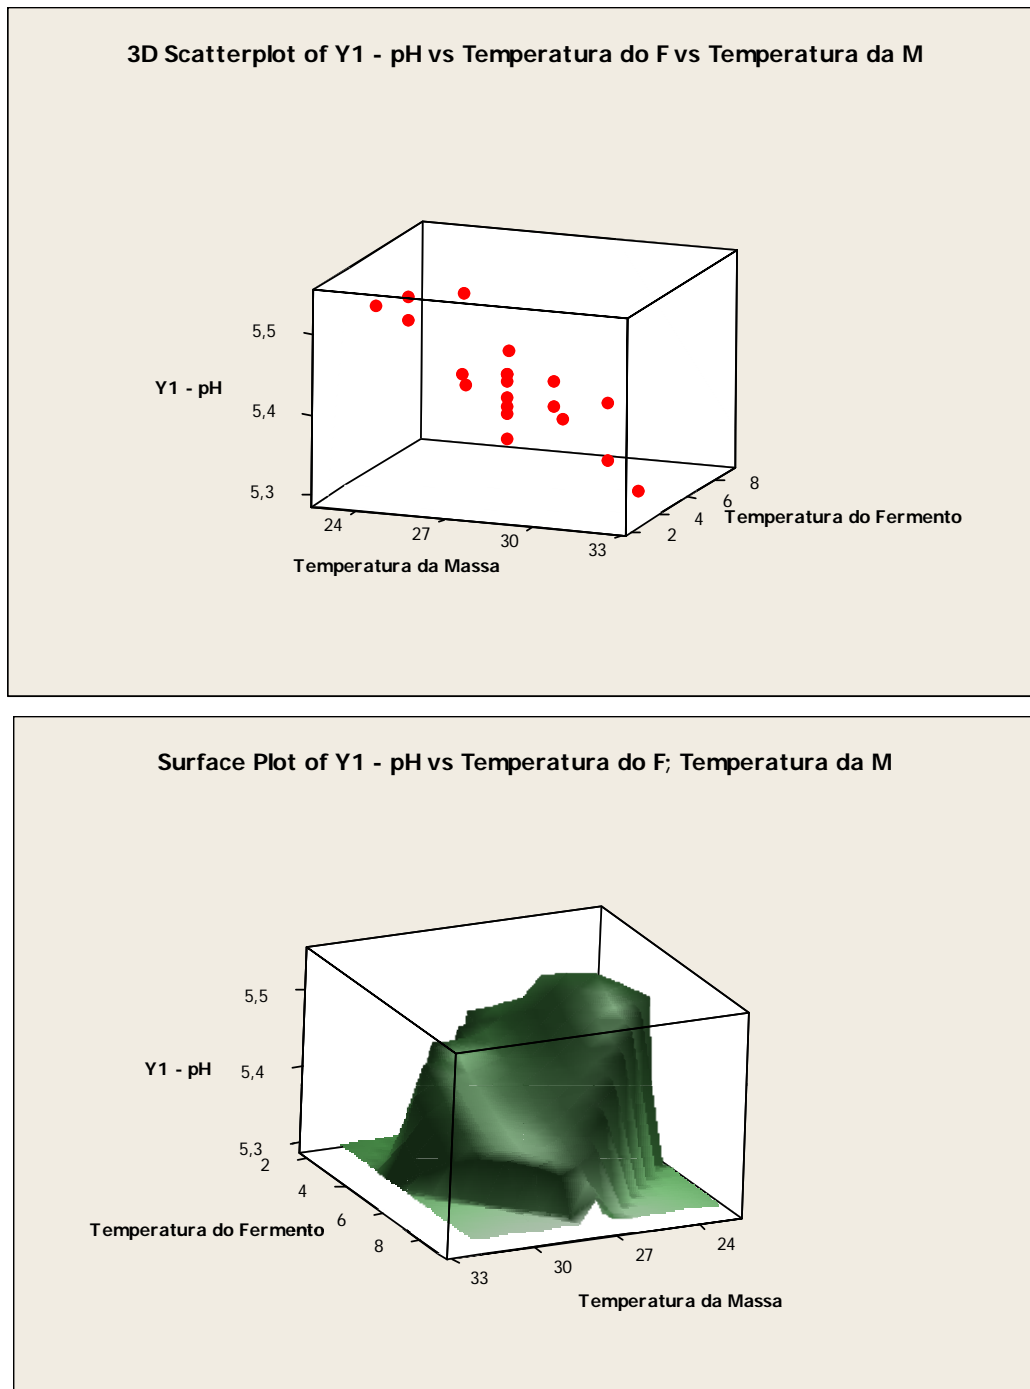 3D Scatterplot of Y1 - pH vs Temperatura do F vs Temperatura da M
5,5
Y1 - pH
5,4
5,3
8
6
4
2
Temperatura do Fermento
24
27
30
33
Temperatura da Massa
Surface Plot of Y1 - pH vs Temperatura do F; Temperatura da M
5,5
Y1 - pH
5,4
5,3
2
4
6
8
Temperatura do Fermento
33
30
27
24
Temperatura da Massa